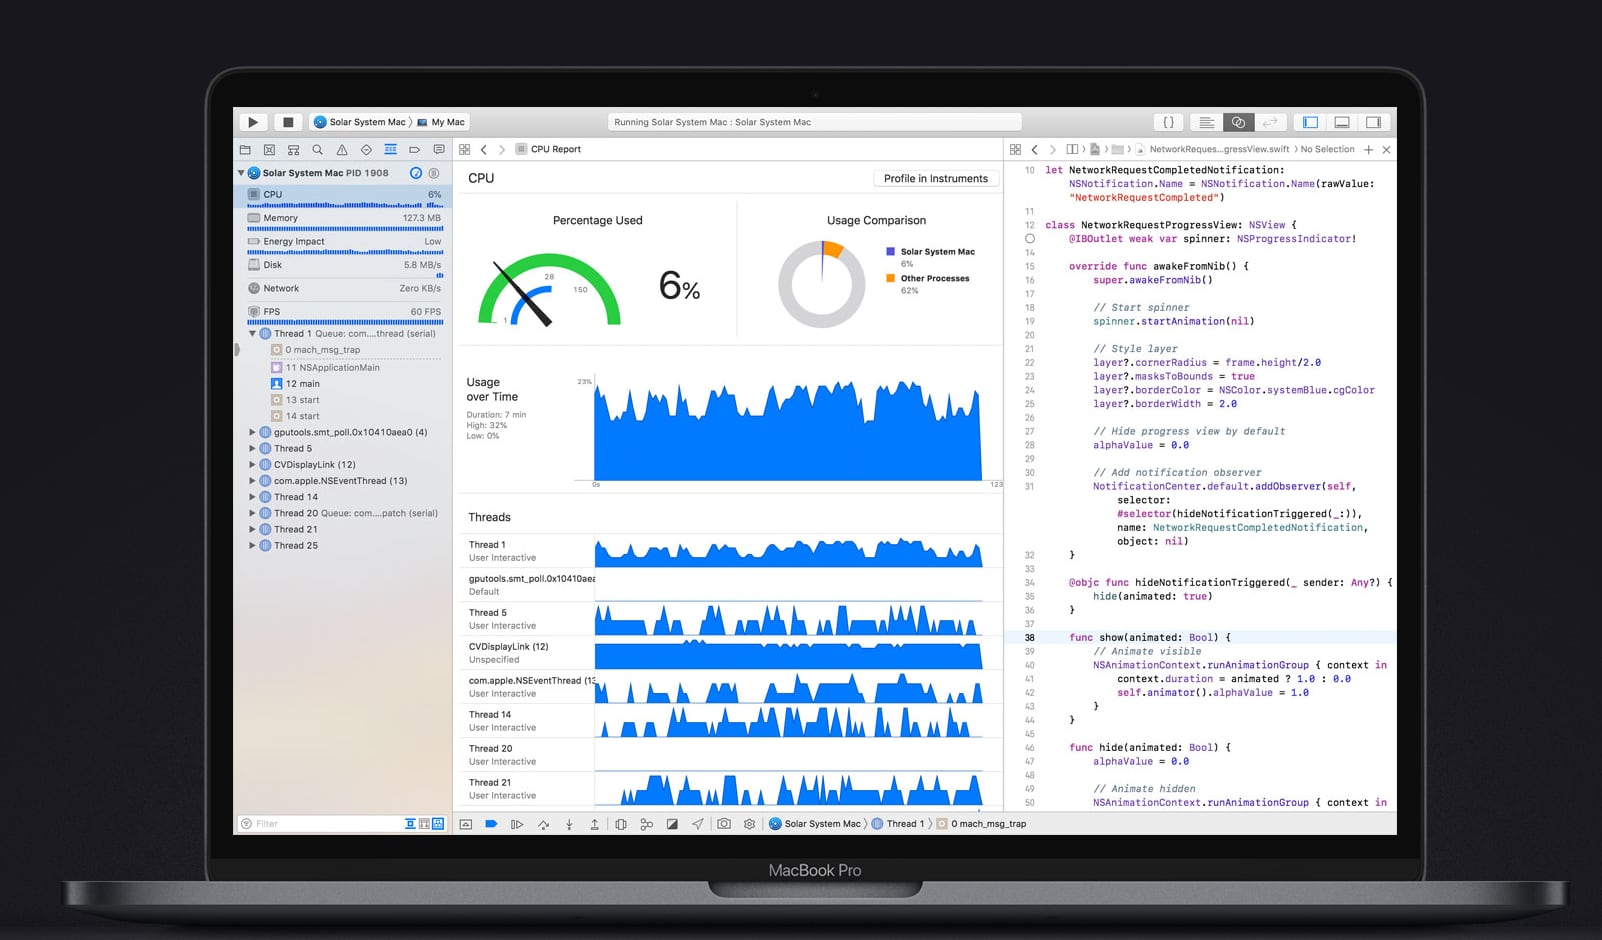 Solar System Mac
My Mac
Running Solar System Mac : Solar System Mac
{ }
Solar System Mac PID 1908
CPU
6%
Memory
127.3 MB
Energy Impact
Low
Disk
5.8 MB/s
Network
Zero KB/s
FPS
60 FPS
Thread 1 Queue: com....thread (serial)
0 mach_msg_trap
11 NSApplicationMain
12 main
13 start
14 start
gputools.smt_poll.0x10410aea0 (4)
Thread 5
CVDisplayLink (12)
com.apple.NSEventThread (13)
Thread 14
Thread 20 Queue: com....patch (serial)
Thread 21
Thread 25
Filter
CPU Report
CPU
Profile in Instruments
Percentage Used
1
28
150
6%
Usage Comparison
Solar System Mac
6%
Other Processes
62%
Usage
over Time
Duration: 7 min
High: 32%
Low: 0%
23%
0s
123
Threads
Thread 1
User Interactive
gputools.smt_poll.0x10410aea
Default
Thread 5
User Interactive
CVDisplayLink (12)
Unspecified
com.apple.NSEventThread (13
User Interactive
Thread 14
User Interactive
Thread 20
User Interactive
Thread 21
User Interactive
Solar System Mac
Thread 1
0 mach_msg_trap
NetworkReques...gressView.swift
No Selection
10 let NetworkRequestCompletedNotification:
NSNotification.Name = NSNotification.Name(rawValue:
"NetworkRequestCompleted")
11
12 class NetworkRequestProgressView: NSView {
@IBOutlet weak var spinner: NSProgressIndicator!
14
15 override func awakeFromNib() {
16 super.awakeFromNib()
17
18 // Start spinner
19 spinner.startAnimation(nil)
20
21 // Style layer
22 layer?.cornerRadius = frame.height/2.0
23 layer?.masksToBounds = true
24 layer?.borderColor = NSColor.systemBlue.cgColor
25 layer?.borderWidth = 2.0
26
27 // Hide progress view by default
28 alphaValue = 0.0
29
30 // Add notification observer
31 NotificationCenter.default.addObserver(self,
selector:
#selector(hideNotificationTriggered(_:)),
name: NetworkRequestCompletedNotification,
object: nil)
32 }
33
34 @objc func hideNotificationTriggered(_ sender: Any?) {
35 hide(animated: true)
36 }
37
38 func show(animated: Bool) {
39 // Animate visible
40 NSAnimationContext.runAnimationGroup { context in
41 context.duration = animated ? 1.0 : 0.0
42 self.animator().alphaValue = 1.0
43 }
44 }
45
46 func hide(animated: Bool) {
47 alphaValue = 0.0
48
49 // Animate hidden
50 NSAnimationContext.runAnimationGroup { context in
MacBook Pro